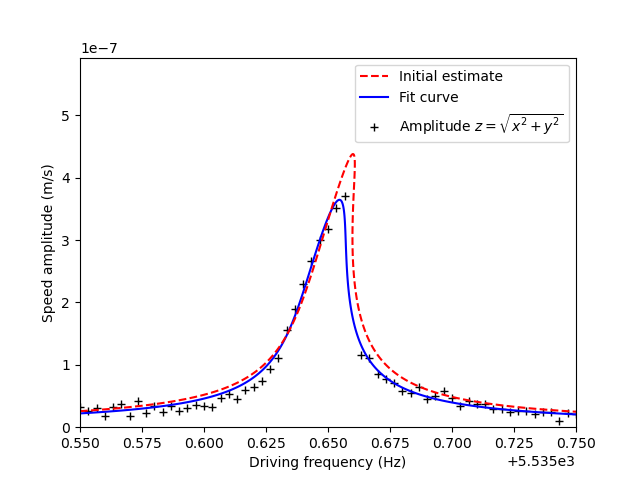 1e−7
Initial estimate
Fit curve
Amplitude z = √x² + y²
5
4
3
2
1
0
Speed amplitude (m/s)
0.550 0.575 0.600 0.625 0.650 0.675 0.700 0.725 0.750
Driving frequency (Hz)
+5.535e3